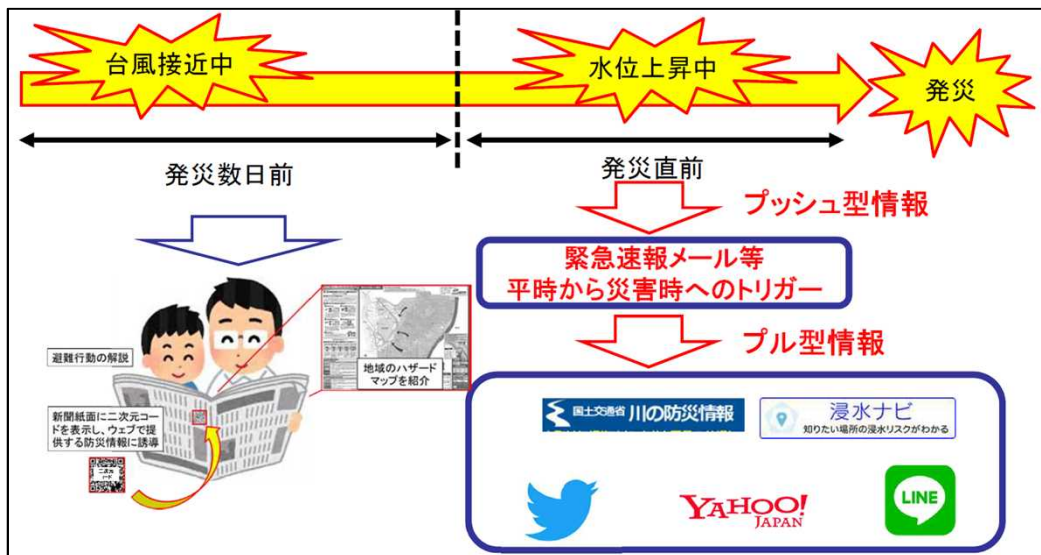 台風接近中
水位上昇中
発災
発災数日前
発災直前
プッシュ型情報
緊急速報メール等
平時から災害時へのトリガー
プル型情報
避難行動の解説
地域のハザード
マップを紹介
新聞紙面に二次元コー
ドを表示し、ウェブで提
供する防災情報に誘導
二次元
コード
国土交通省 川の防災情報
浸水ナビ
知りたい場所の浸水リスクがわかる
YAHOO!
JAPAN
LINE